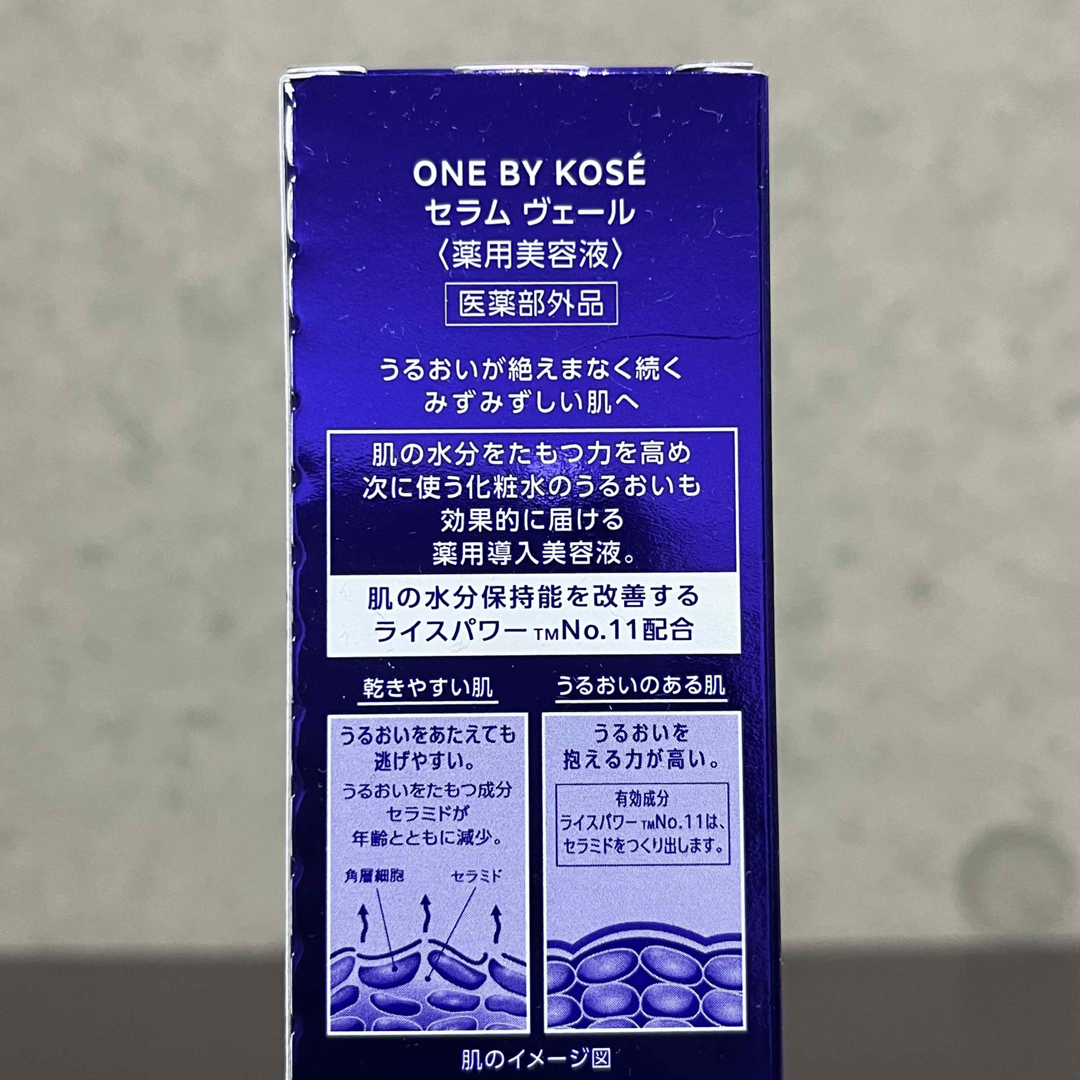 ONE BY KOSÉ
セラム ヴェール
〈薬用美容液〉
医薬部外品
うるおいが絶えまなく続く
みずみずしい肌へ
肌の水分をたもつ力を高め
次に使う化粧水のうるおいも
効果的に届ける
薬用導入美容液。
肌の水分保持能を改善する
ライスパワー™No.11配合
乾きやすい肌
うるおいをあたえても
逃げやすい。
うるおいをたもつ成分
セラミドが
年齢とともに減少。
角層細胞 セラミド
うるおいのある肌
うるおいを
抱える力が高い。
有効成分
ライスパワー™No.11は、
セラミドをつくり出します。
肌のイメージ図